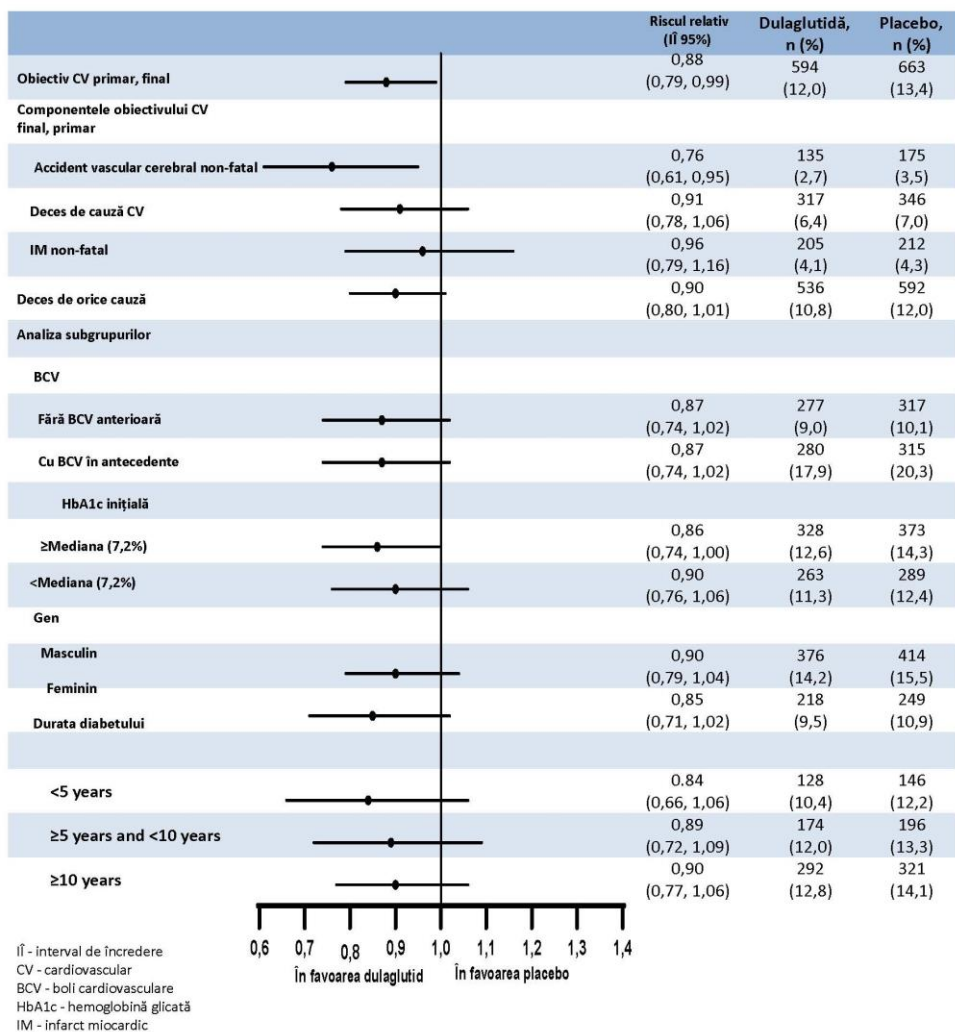 Riscul relativ Dulaglutidă, Placebo,
(IÎ 95%) n (%) n (%)
0,88 594 663
Obiectiv CV primar, final (0,79, 0,99) (12,0) (13,4)
Componentele obiectivului CV
final, primar
0,76 135 175
Accident vascular cerebral non-fatal (0,61, 0,95) (2,7) (3,5)
0,91 317 346
Deces de cauză CV (0,78, 1,06) (6,4) (7,0)
0,96 205 212
IM non-fatal (0,79, 1,16) (4,1) (4,3)
0,90 536 592
Deces de orice cauză (0,80, 1,01) (10,8) (12,0)
Analiza subgrupurilor
BCV
0,87 277 317
Fără BCV anterioară (0,74, 1,02) (9,0) (10,1)
0,87 280 315
Cu BCV în antecedente (0,74, 1,02) (17,9) (20,3)
HbA1c inițială
0,86 328 373
≥Mediana (7,2%) (0,74, 1,00) (12,6) (14,3)
0,90 263 289
<Mediana (7,2%) (0,76, 1,06) (11,3) (12,4)
Gen
Masculin 0,90 376 414
(0,79, 1,04) (14,2) (15,5)
Feminin 0,85 218 249
Durata diabetului (0,71, 1,02) (9,5) (10,9)
<5 years 0.84 128 146
(0,66, 1,06) (10,4) (12,2)
≥5 years and <10 years 0,89 174 196
(0,72, 1,09) (12,0) (13,3)
≥10 years 0,90 292 321
(0,77, 1,06) (12,8) (14,1)
0,6 0,7 0,8 0,9 1,0 1,1 1,2 1,3 1,4
În favoarea dulaglutid În favoarea placebo
IÎ - interval de încredere
CV - cardiovascular
BCV - boli cardiovasculare
HbA1c - hemoglobină glicată
IM - infarct miocardic